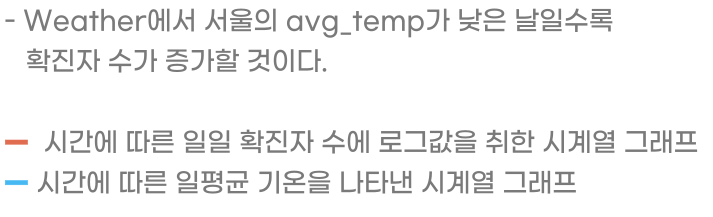 - Weather에서 서울의 avg_temp가 낮은 날일수록
확진자 수가 증가할 것이다.
시간에 따른 일일 확진자 수에 로그값을 취한 시계열 그래프
시간에 따른 일평균 기온을 나타낸 시계열 그래프